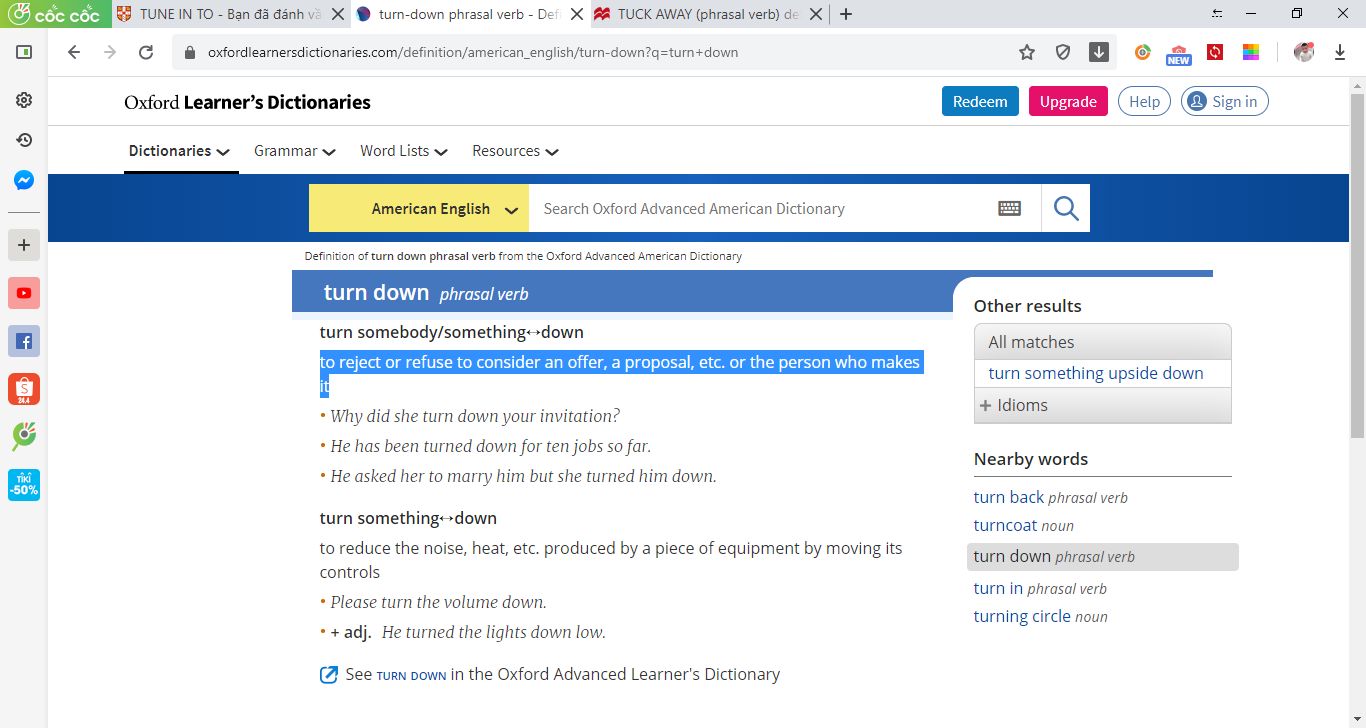 cốc cốc
TUNE IN TO - Bạn đã đánh vầ
turn-down phrasal verb - Defi
TUCK AWAY (phrasal verb) de
oxfordlearnersdictionaries.com/definition/american_english/turn-down?q=turn+down
NEW
Oxford Learner's Dictionaries
Redeem
Upgrade
Help
Sign in
Dictionaries
Grammar
Word Lists
Resources
American English
Search Oxford Advanced American Dictionary
Definition of turn down phrasal verb from the Oxford Advanced American Dictionary
turn down phrasal verb
turn somebody/something↔down
to reject or refuse to consider an offer, a proposal, etc. or the person who makes
it
• Why did she turn down your invitation?
• He has been turned down for ten jobs so far.
• He asked her to marry him but she turned him down.
turn something↔down
to reduce the noise, heat, etc. produced by a piece of equipment by moving its
controls
• Please turn the volume down.
• + adj. He turned the lights down low.
See TURN DOWN in the Oxford Advanced Learner's Dictionary
Other results
All matches
turn something upside down
+ Idioms
Nearby words
turn back phrasal verb
turncoat noun
turn down phrasal verb
turn in phrasal verb
turning circle noun
24.4
TIKI
-50%